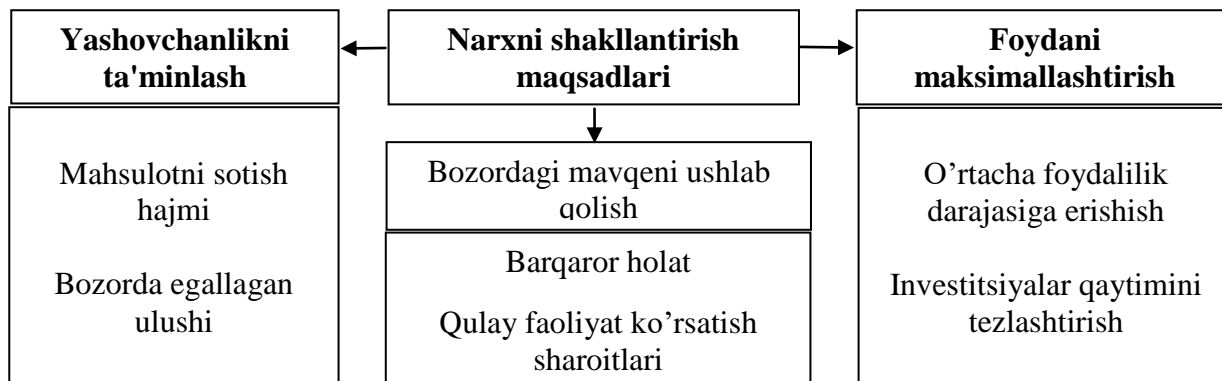 Yashovchanlikni
ta'minlash
Narxni shakllantirish
maqsadlari
Foydani
maksimallashtirish
Mahsulotni sotish
hajmi
Bozorda egallagan
ulushi
Bozordagi mavqeni ushlab
qolish
Barqaror holat
Qulay faoliyat ko’rsatish
sharoitlari
O’rtacha foydalilik
darajasiga erishish
Investitsiyalar qaytimini
tezlashtirish